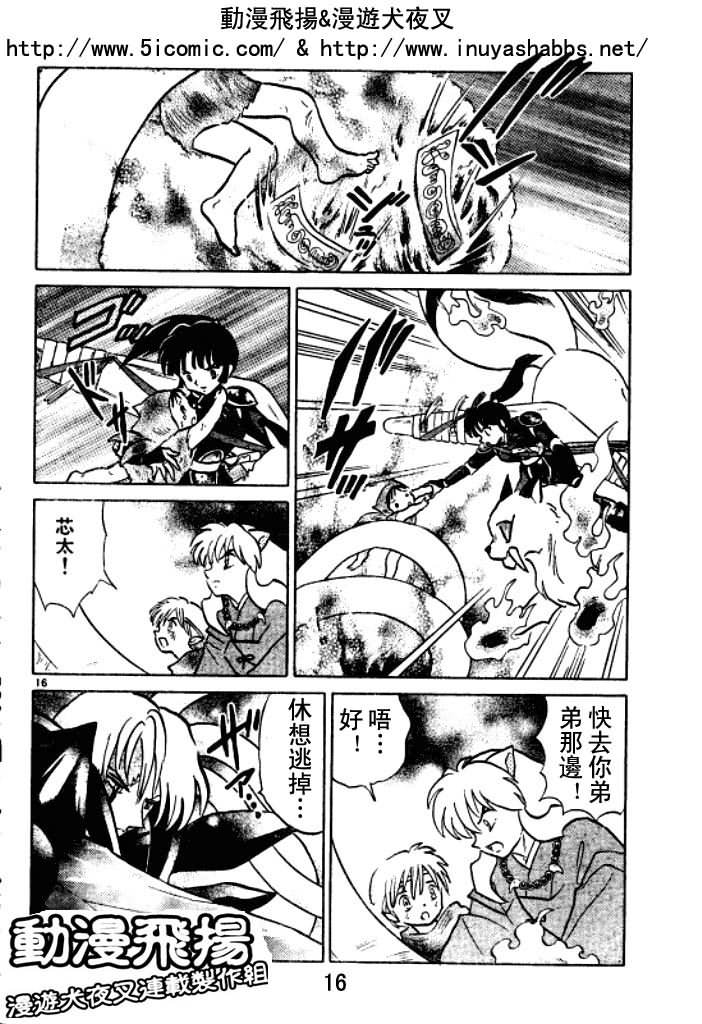 動漫飛揚&漫遊犬夜叉
http://www.5icomic.com/ & http://www.inuyashabbs.net/
ゴッ
芯太！
16
快去你弟
弟那邊！
唔…
好！
休想逃掉…
動漫飛揚
漫遊犬夜叉連載製作組
16